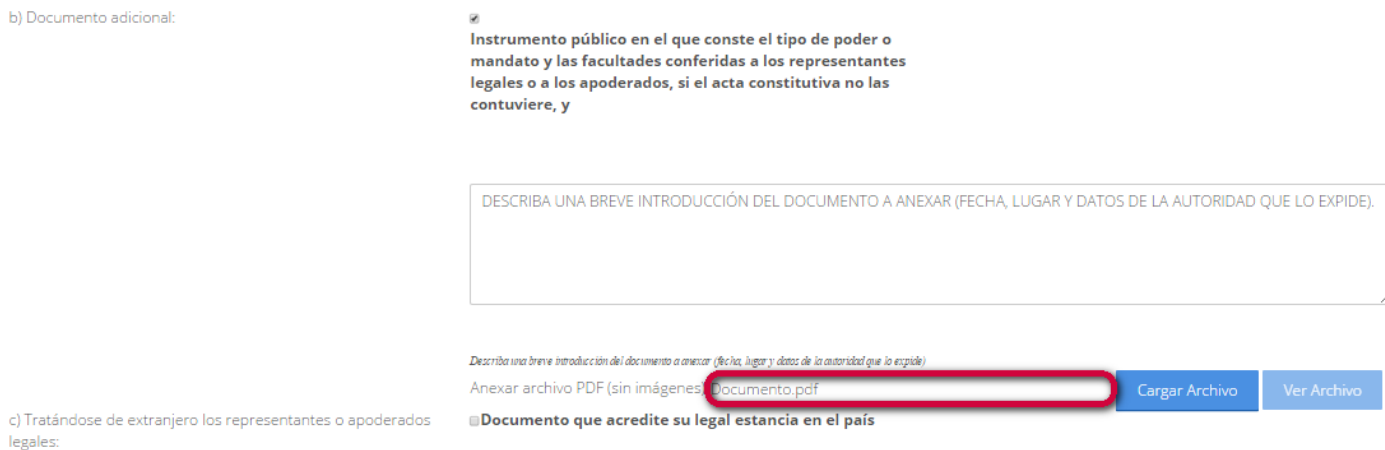 b) Documento adicional:
Instrumento público en el que conste el tipo de poder o
mandato y las facultades conferidas a los representantes
legales o a los apoderados, si el acta constitutiva no las
contuviere, y
DESCRIBA UNA BREVE INTRODUCCIÓN DEL DOCUMENTO A ANEXAR (FECHA, LUGAR Y DATOS DE LA AUTORIDAD QUE LO EXPIDE).
Describa una breve introducción del documento a anexar (fecha, lugar y datos de la autoridad que lo expide)
Anexar archivo PDF (sin imágenes) Documento.pdf Cargar Archivo Ver Archivo
c) Tratándose de extranjero los representantes o apoderados
legales:
Documento que acredite su legal estancia en el país